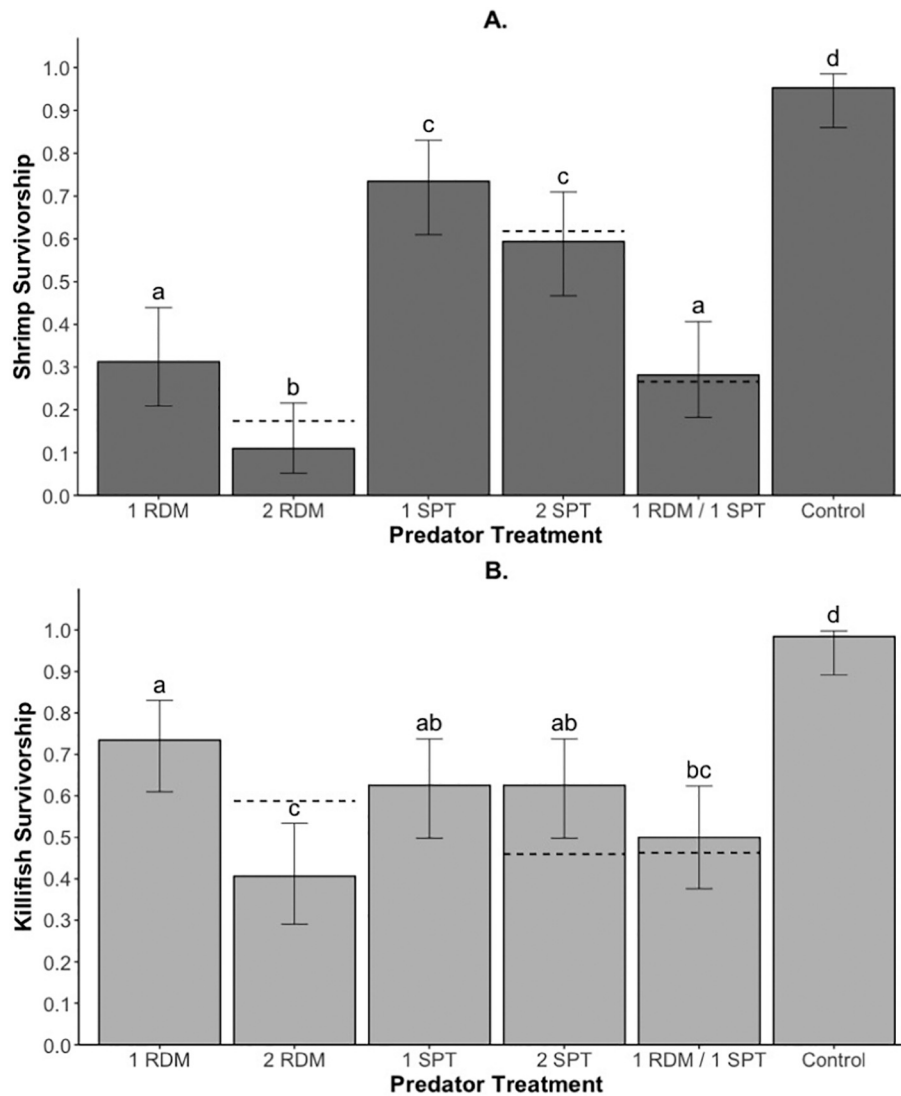 A.
Shrimp Survivorship
1.0
0.9
0.8
0.7
0.6
0.5
0.4
0.3
0.2
0.1
0.0
a
b
c
c
a
d
1 RDM
2 RDM
1 SPT
2 SPT
1 RDM / 1 SPT
Control
Predator Treatment
B.
Killifish Survivorship
1.0
0.9
0.8
0.7
0.6
0.5
0.4
0.3
0.2
0.1
0.0
a
c
ab
ab
bc
d
1 RDM
2 RDM
1 SPT
2 SPT
1 RDM / 1 SPT
Control
Predator Treatment